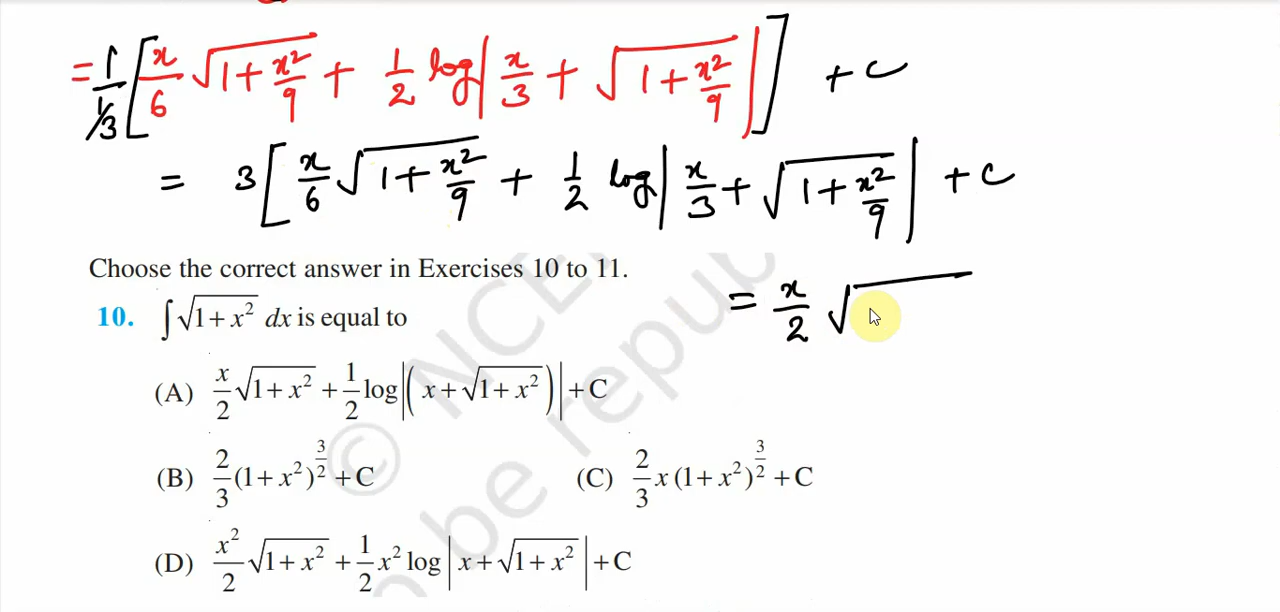 = 1/(1/3) [ x/6 √(1 + x²/9) + 1/2 log | x/3 + √(1 + x²/9) | ] + C
= 3 [ x/6 √(1 + x²/9) + 1/2 log | x/3 + √(1 + x²/9) | + C
Choose the correct answer in Exercises 10 to 11.
= x/2 √
10. ∫ √(1 + x²) dx is equal to
(A) x/2 √(1 + x²) + 1/2 log |( x + √(1 + x²) )| + C
(B) 2/3 (1 + x²)^(3/2) + C (C) 2/3 x (1 + x²)^(3/2) + C
(D) x²/2 √(1 + x²) + 1/2 x² log | x + √(1 + x²) | + C